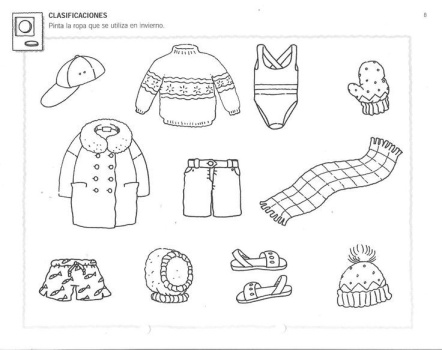 CLASIFICACIONES
8
Pinta la ropa que se utiliza en invierno.